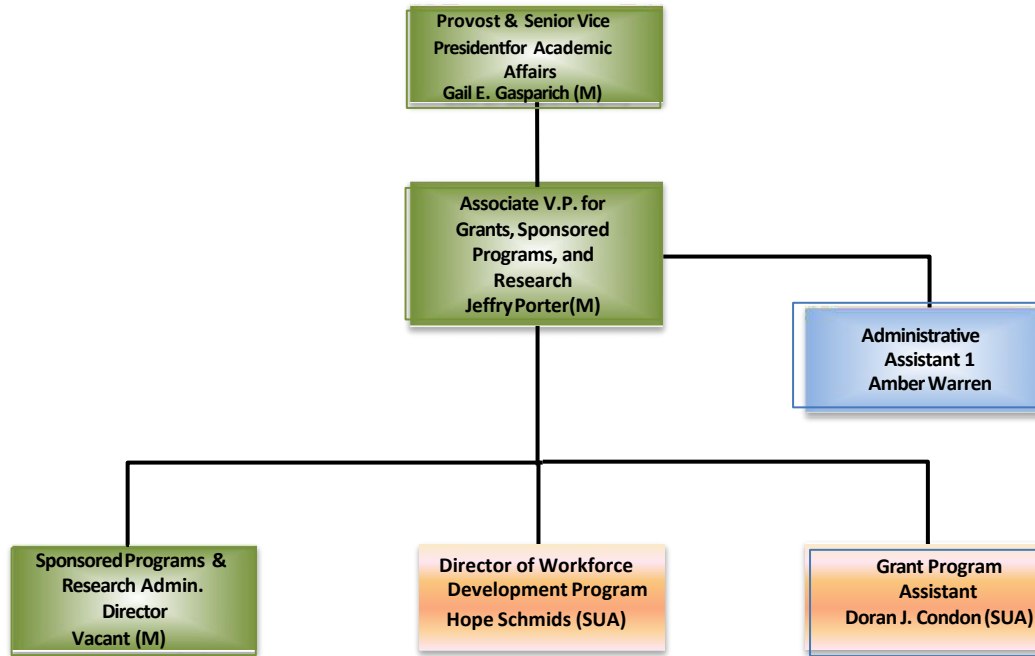 Provost & Senior Vice
Presidentfor Academic
Affairs
Gail E. Gasparich (M)
Associate V.P. for
Grants, Sponsored
Programs, and
Research
Jeffry Porter(M)
Administrative
Assistant 1
Amber Warren
Sponsored Programs &
Research Admin.
Director
Vacant (M)
Director of Workforce
Development Program
Hope Schmids (SUA)
Grant Program
Assistant
Doran J. Condon (SUA)